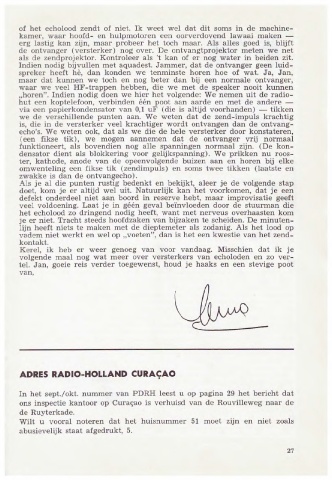 of het echolood zendt of niet. Ik weet wel dat dit soms in de machine-
kamer, waar hoofd- en hulpmotoren een oorverdovend lawaai maken —
erg lastig kan zijn, maar probeer het toch maar. Als alles goed is, blijft
de ontvanger (versterker) nog over. De ontvangtprojektor meten we net
als de zendprojektor. Kontroleer als 't kan of er nog water in beiden zit.
Indien nodig bijvullen met aquadest. Jammer, dat de ontvanger geen luid-
spreker heeft hè, dan konden we tenminste horen hoe of wat. Ja, Jan,
maar dat kunnen we toch en nog beter dan bij een normale ontvanger,
waar we veel HF-trappen hebben, die we met de speaker nooit kunnen
„horen”. Indien nodig doen we hier het volgende: We nemen uit de radio-
hut een koptelefoon, verbinden één poot aan aarde en met de andere —
via een papierkondensator van 0,1 uF (die is altijd voorhanden) — tikken
we de verschillende punten aan. We weten dat de zend-impuls krachtig
is, die in de versterker veel krachtiger wordt ontvangen dan de ontvang-
echo's. We weten ook, dat als we die de hele versterker door konstateren,
(een fikse tik), we mogen aannemen dat de ontvanger vrij normaal
funktioneert, als bovendien nog alle spanningen normaal zijn. (De kon-
densator dient als blokkering voor gelijkspanning). We prikken nu roos-
ter, kathode, anode van de opeenvolgende buizen aan en horen bij elke
omwenteling een fikse tik (zendimpuls) en soms twee tikken (laatste en
zwakke is dan de ontvangecho).
Als je al die punten rustig bedenkt en bekijkt, aleer je de volgende stap
doet, kom je er altijd wel uit. Natuurlijk kan het voorkomen, dat je een
defekt onderdeel niet aan boord in reserve hebt, maar improvisatie geeft
veel voldoening. Laat je in géén geval beïnvloeden door de stuurman die
het echolood zo dringend nodig heeft, want met nerveus overhaasten kom
je er niet. Tracht steeds hoofdzaken van bijzaken te scheiden. De minuten-
lijn heeft niets te maken met de dieptemeter als zodanig. Als het lood op
vadem niet werkt en wel op „voeten”, dan is het een kwestie van het zend-
kontakt.
Kerel, ik heb er weer genoeg van voor vandaag. Misschien dat ik je
volgende maal nog wat meer over versterkers van echoloden en zo ver-
tel. Jan, goeie reis verder toegewenst, houd je haaks en een stevige poot
van.
ADRES RADIO-HOLLAND CURAÇAO
In het sept./okt. nummer van PDRH leest u op pagina 29 het bericht dat
ons inspectie kantoor op Curaçao is verhuisd van de Rouvilleweg naar de
de Ruyterkade.
Wilt u vooral noteren dat het huisnummer 51 moet zijn en niet zoals
abusievelijk staat afgedrukt, 5.
27